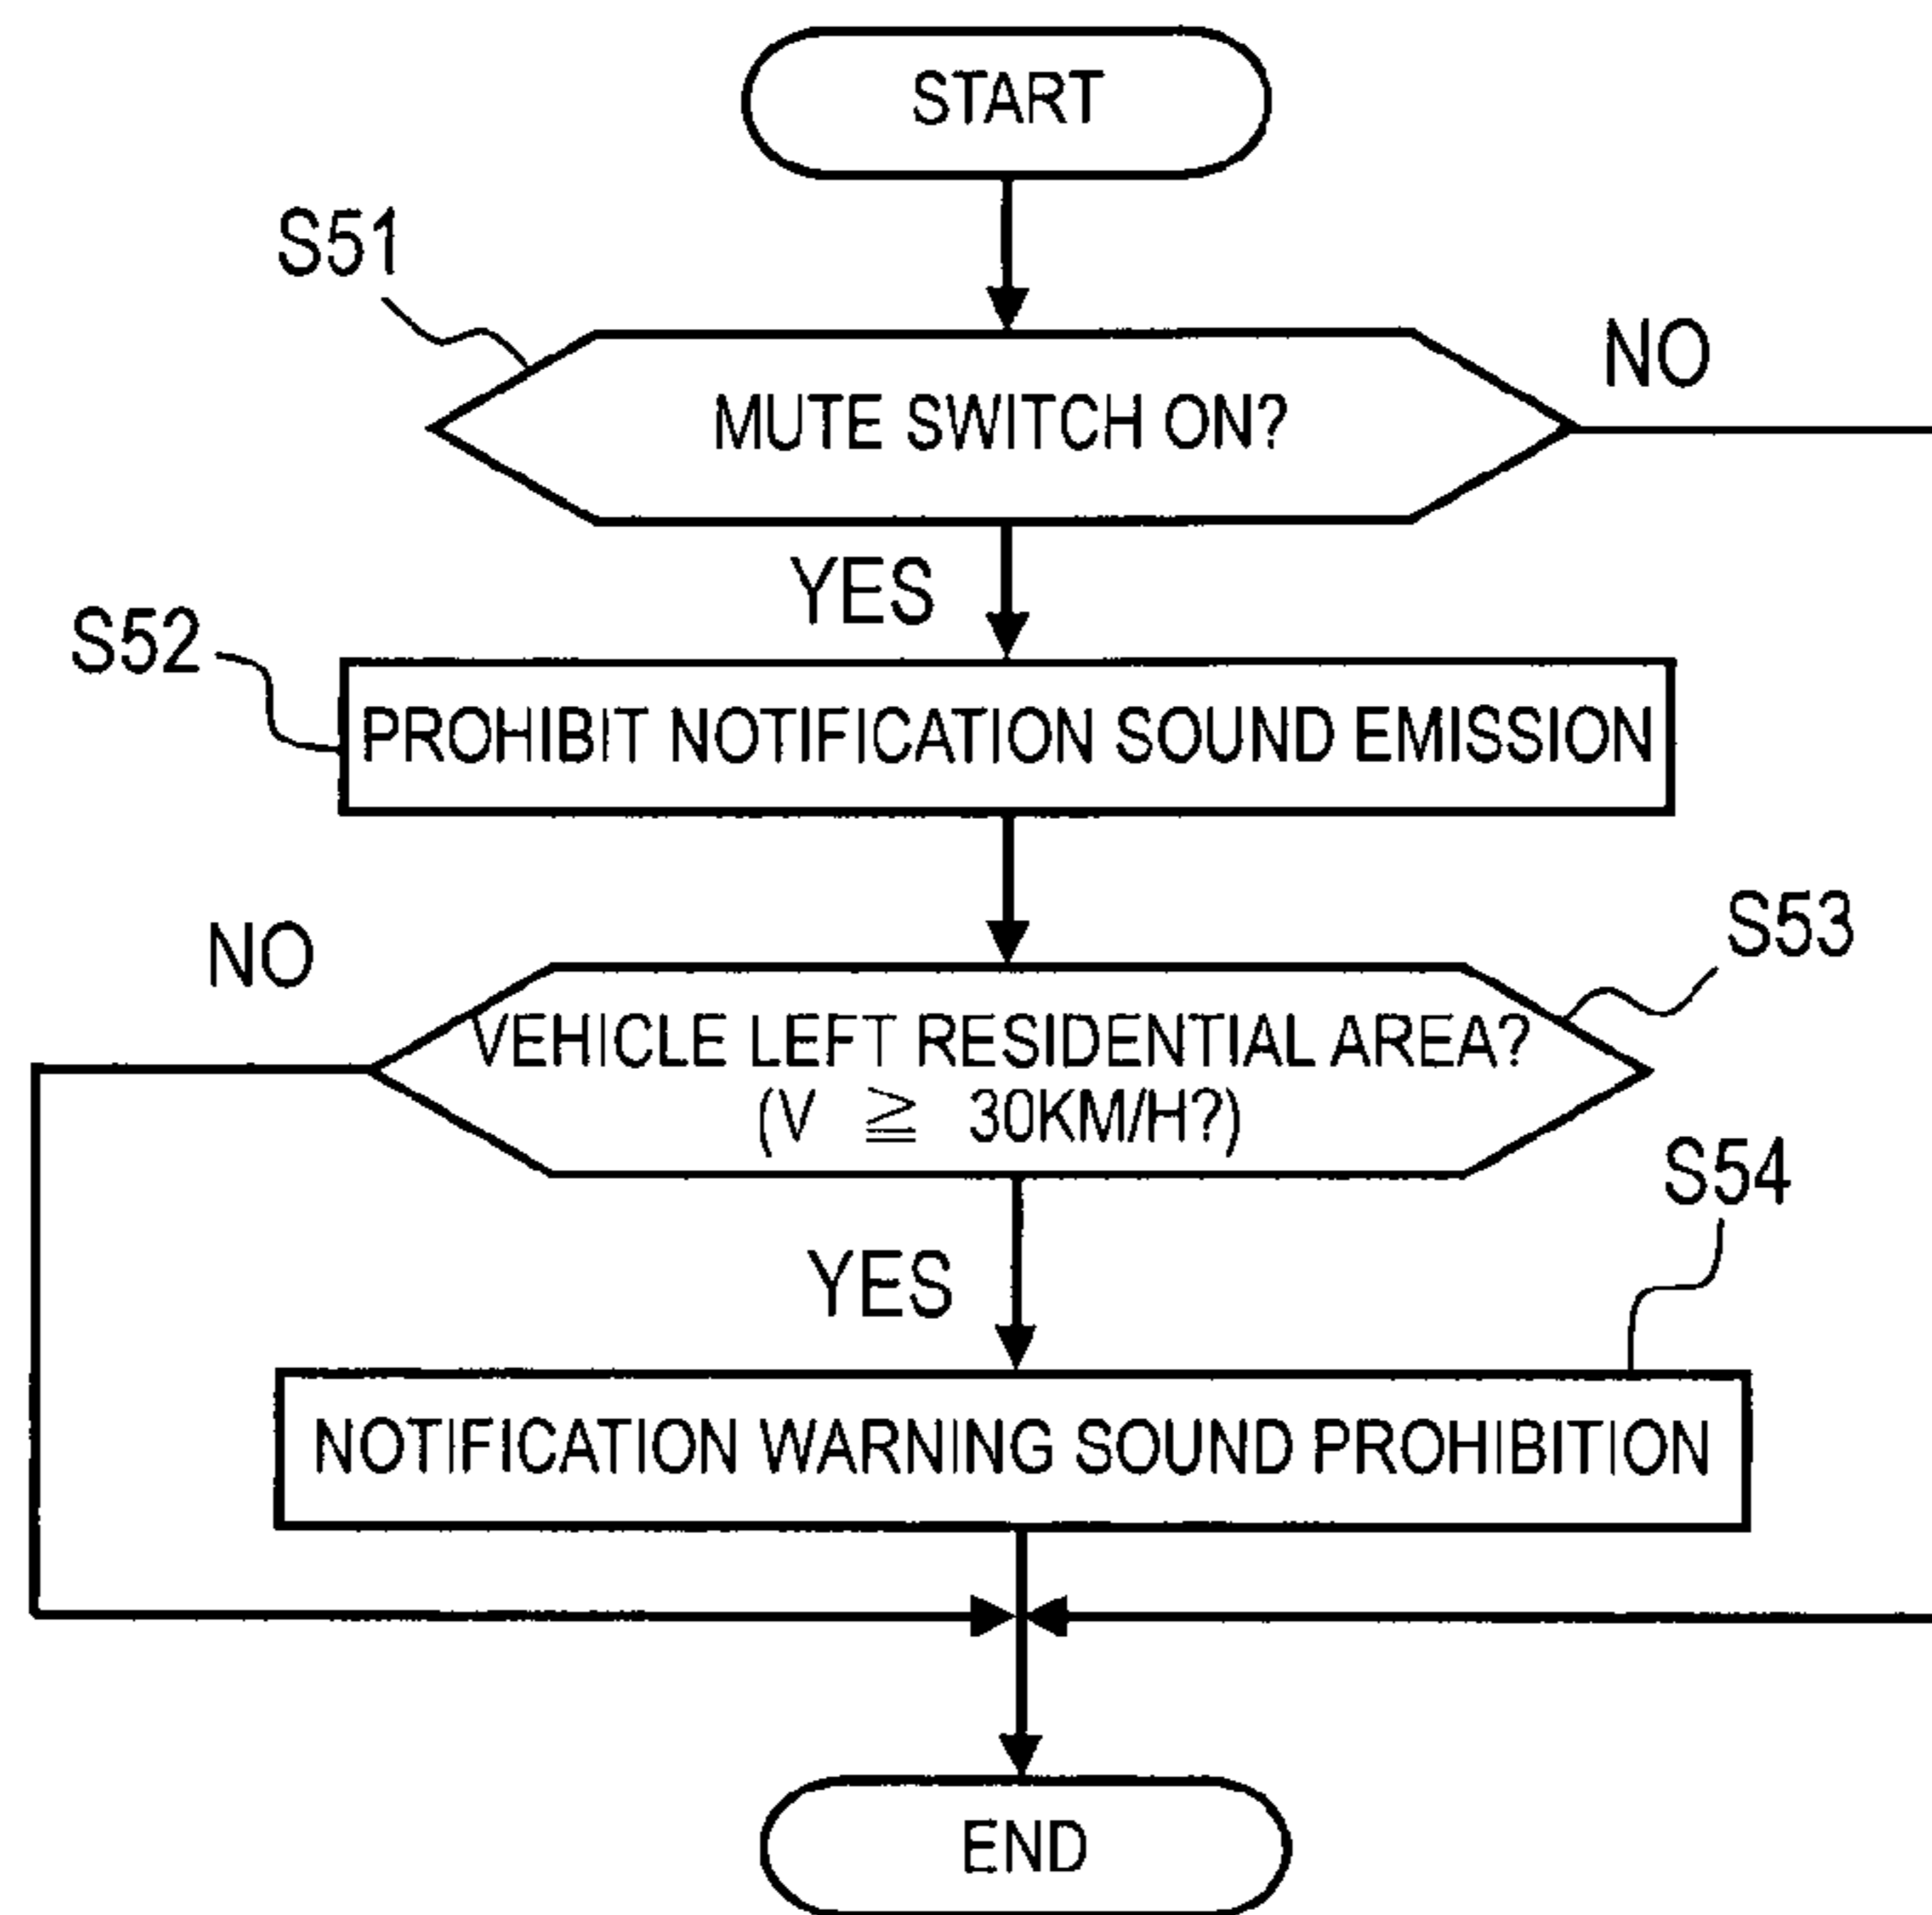 START
S51
NO
MUTE SWITCH ON?
YES
S52
PROHIBIT NOTIFICATION SOUND EMISSION
NO
S53
VEHICLE LEFT RESIDENTIAL AREA?
(V ≧ 30KM/H?)
S54
YES
NOTIFICATION WARNING SOUND PROHIBITION
END